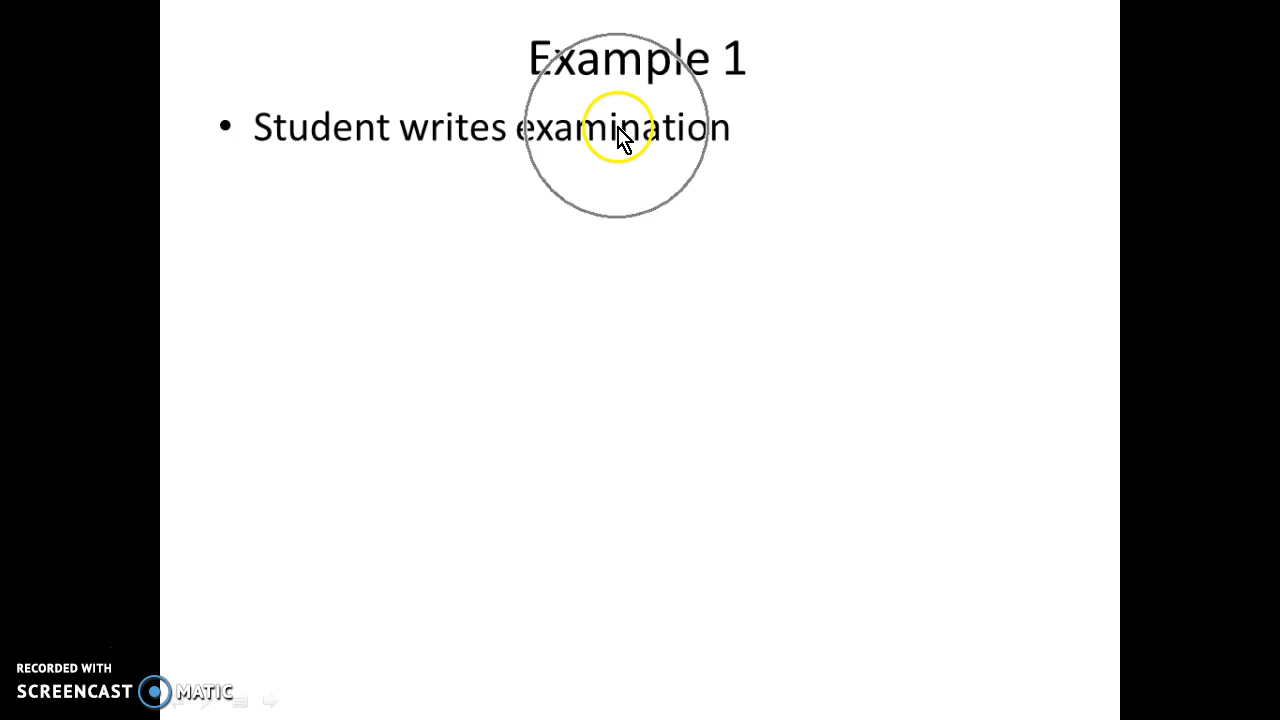 Example 1
• Student writes examination
RECORDED WITH
SCREENCAST MATIC